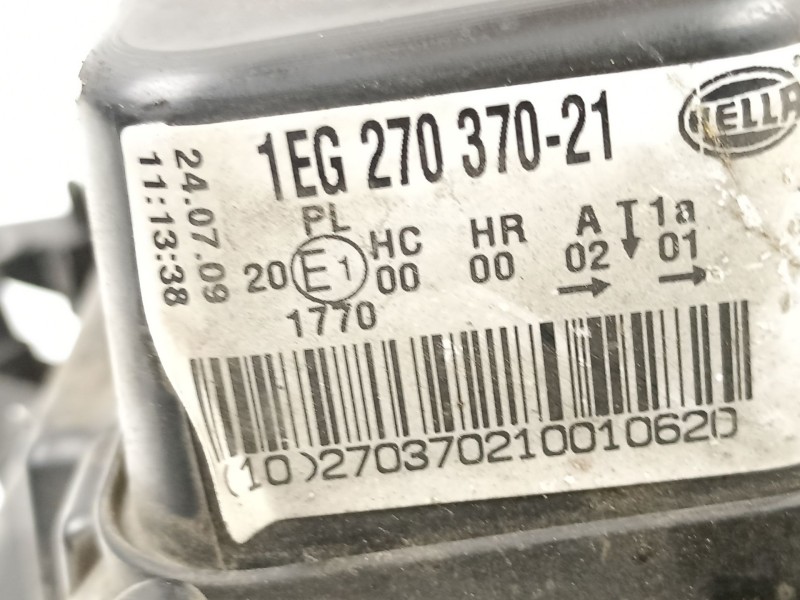 1EG 270 370-21
HELLA
24.07.09
11:13:38
PL HC HR A 1a
20 E1 00 00 02 01
1770
(10)270370210010620